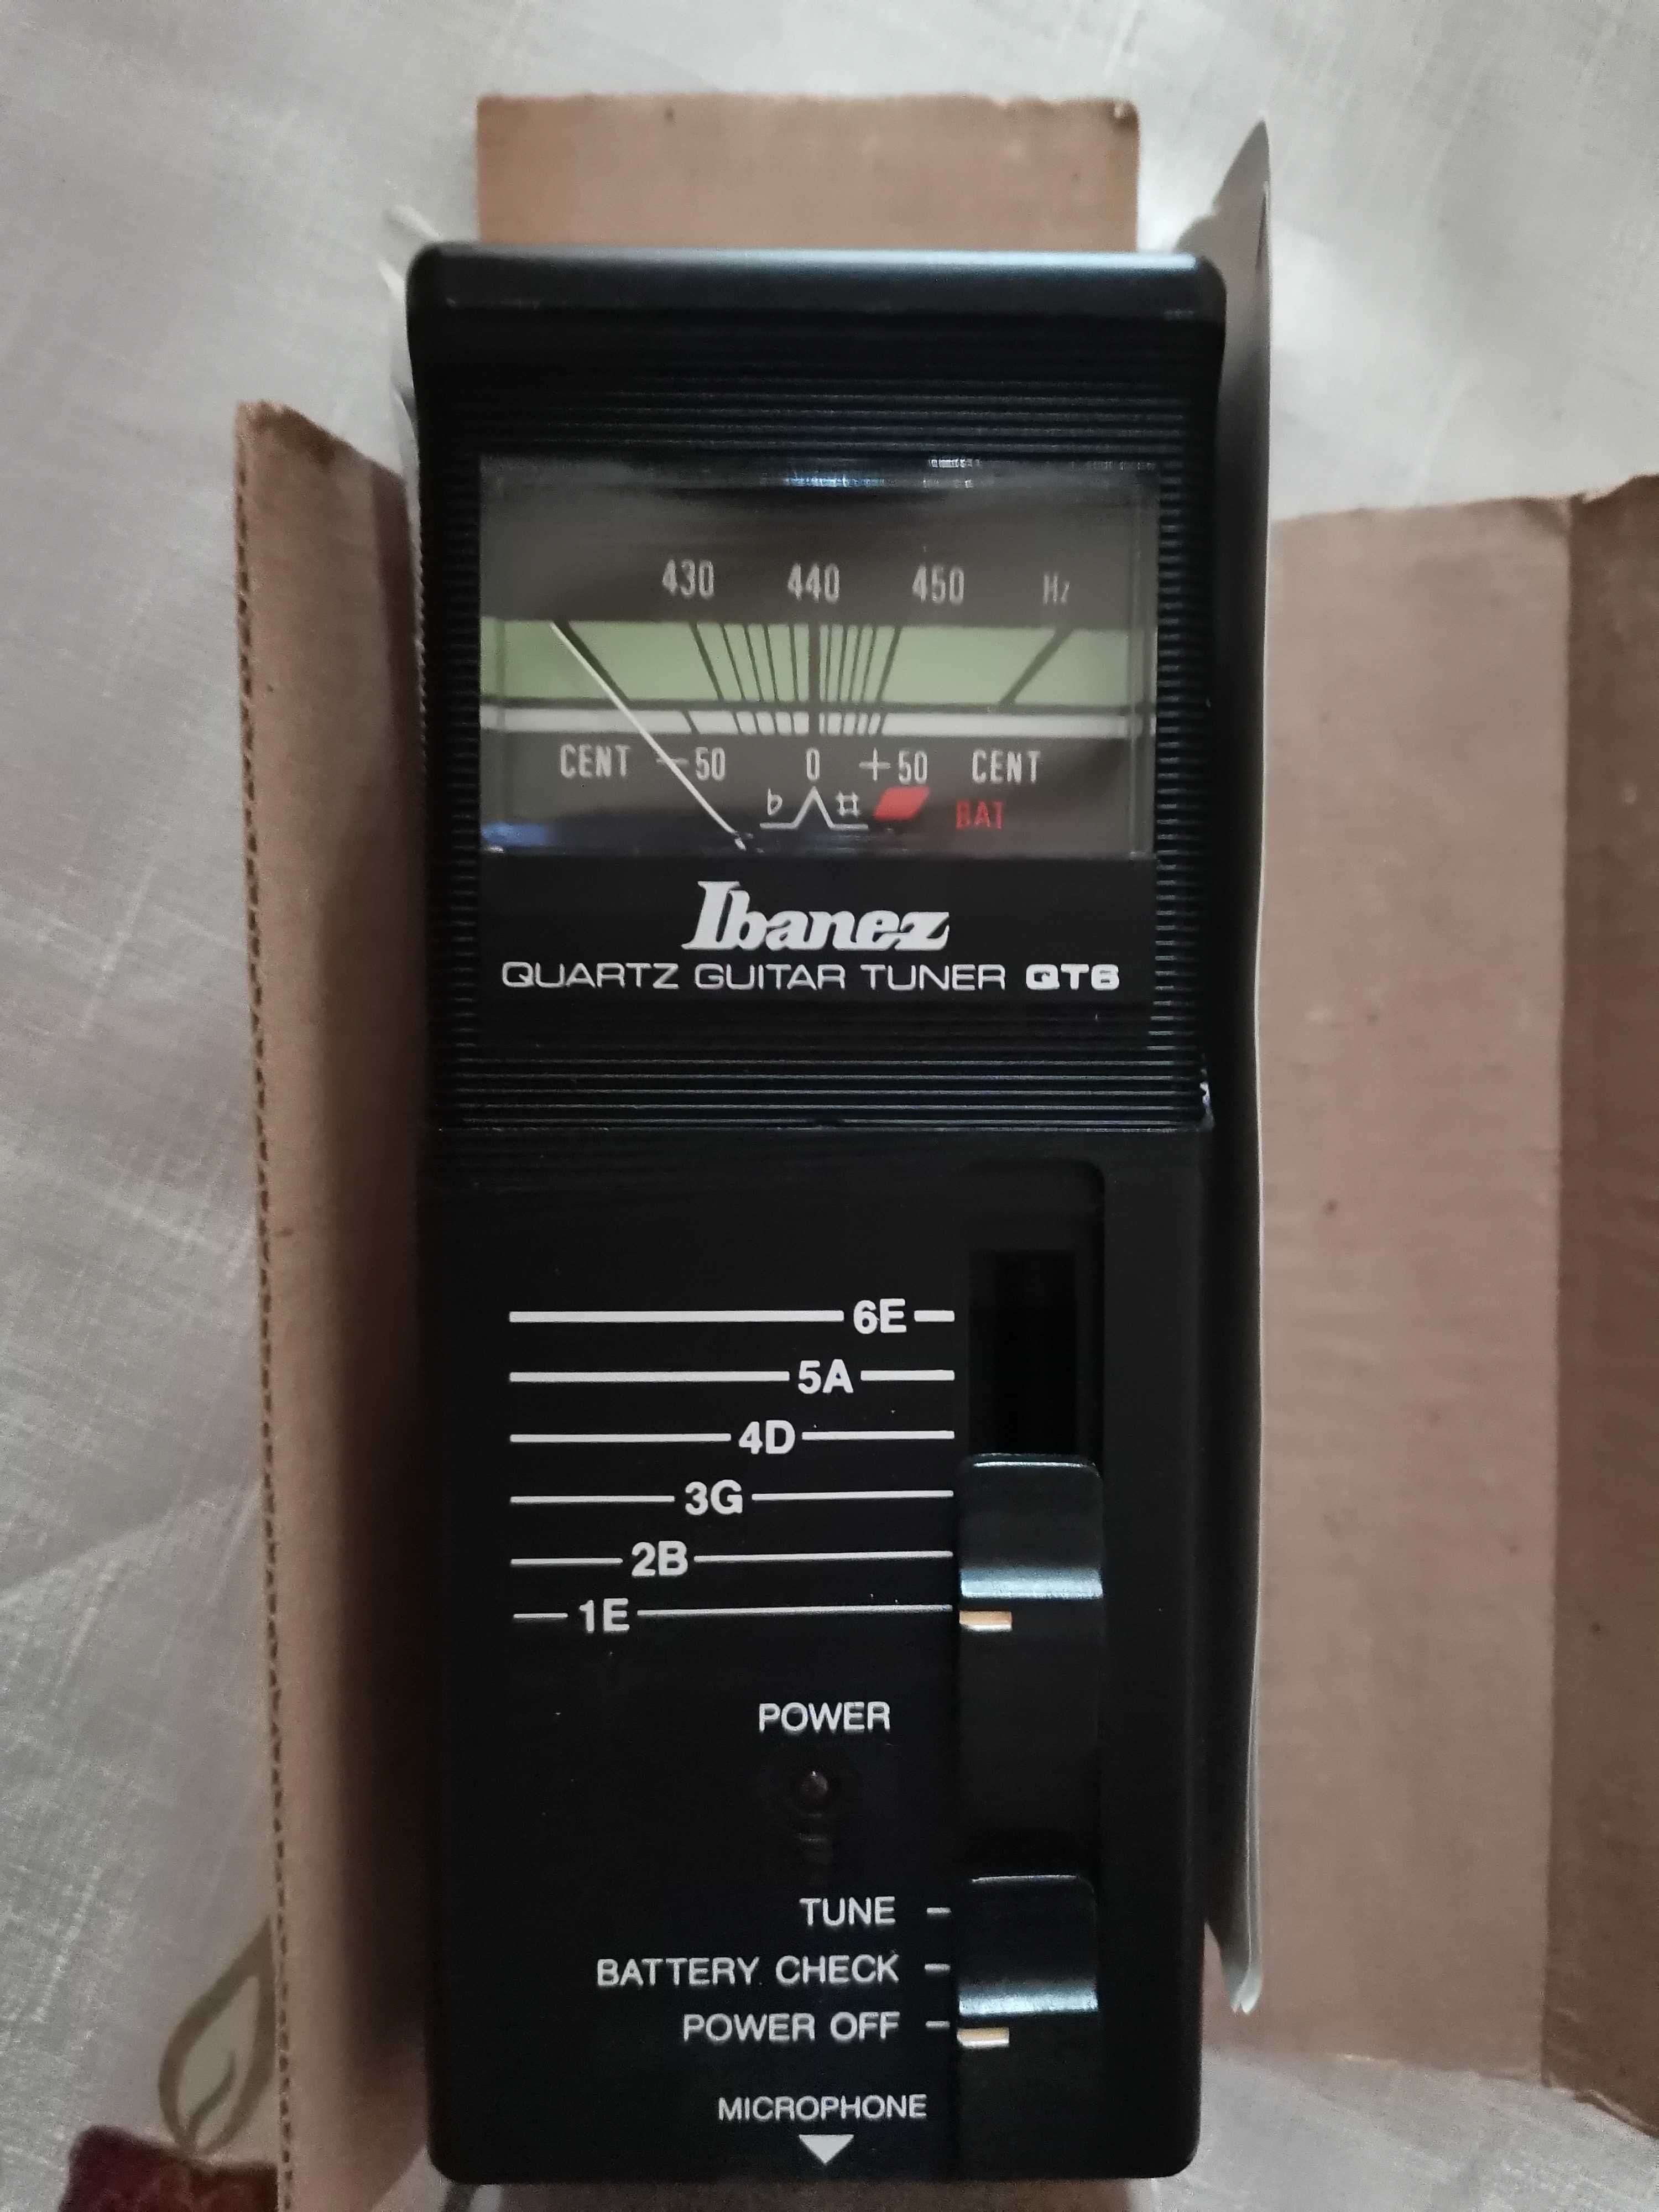 430 440 450 Hz
CENT -50 0 +50 CENT
♭ ♯ BAT
Ibanez
QUARTZ GUITAR TUNER QT6
6E
5A
4D
3G
2B
1E
POWER
TUNE
BATTERY CHECK
POWER OFF
MICROPHONE